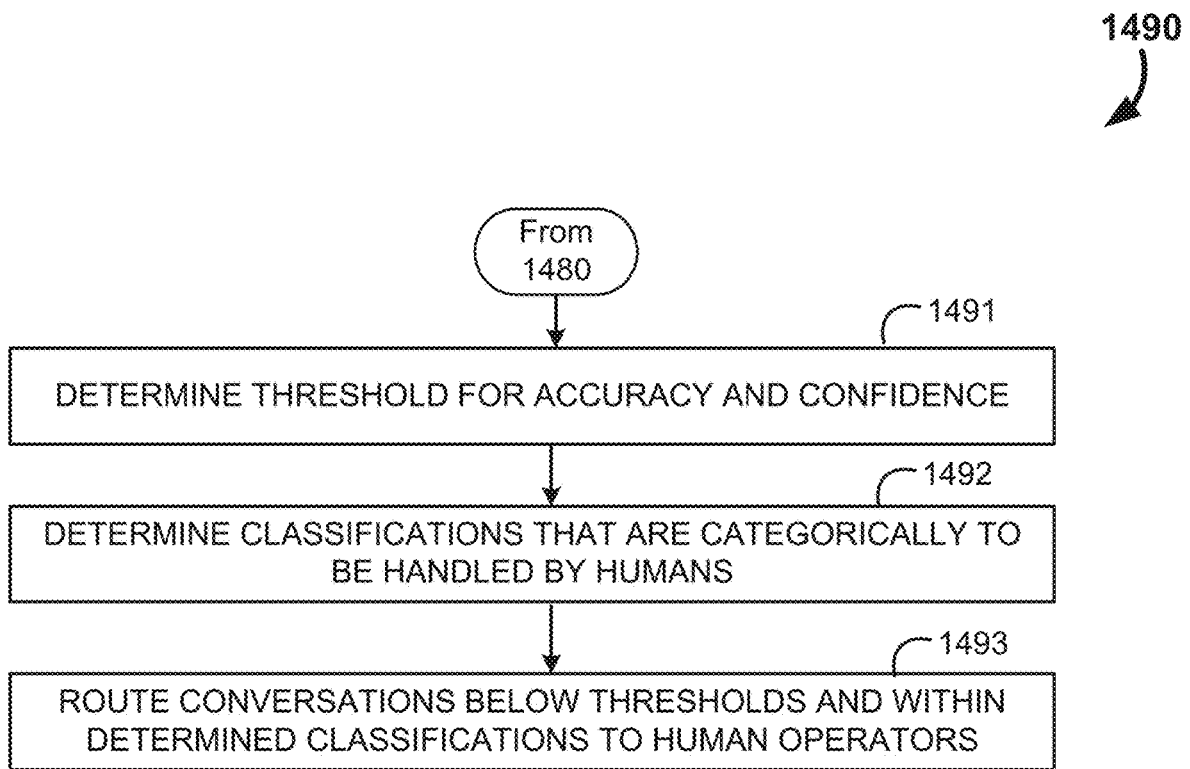 1490
From
1480
1491
DETERMINE THRESHOLD FOR ACCURACY AND CONFIDENCE
1492
DETERMINE CLASSIFICATIONS THAT ARE CATEGORICALLY TO
BE HANDLED BY HUMANS
1493
ROUTE CONVERSATIONS BELOW THRESHOLDS AND WITHIN
DETERMINED CLASSIFICATIONS TO HUMAN OPERATORS